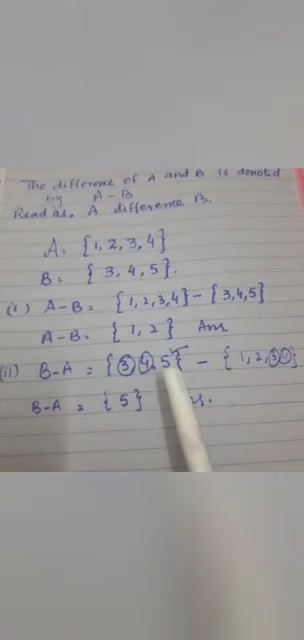 The difference of A and B is denoted
by A - B
Read as, A difference B.
A = {1, 2, 3, 4}
B = { 3, 4, 5}.
(i) A-B = {1,2,3,4} - {3,4,5}
A-B = { 1, 2 } Ans
(ii) B-A = { 3 4, 5 } - { 1, 2, 3 4 }
B-A = { 5 }